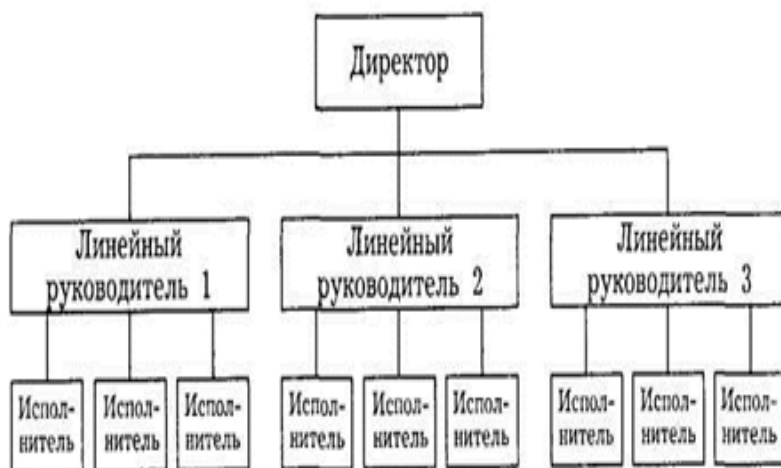 Директор
Линейный
руководитель 1
Линейный
руководитель 2
Линейный
руководитель 3
Испол-
нитель
Испол-
нитель
Испол-
нитель
Испол-
нитель
Испол-
нитель
Испол-
нитель
Испол-
нитель
Испол-
нитель
Испол-
нитель